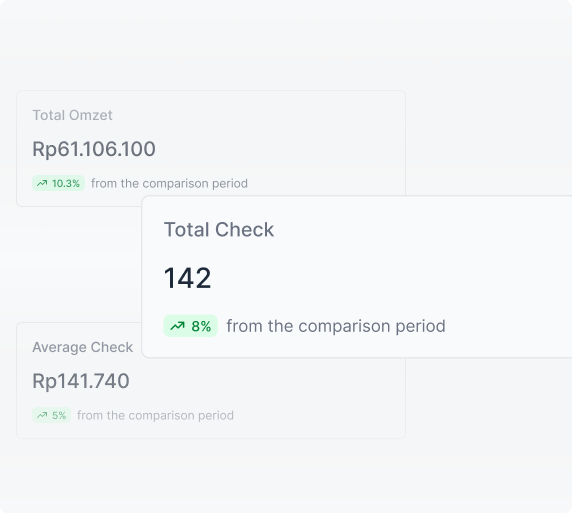 Total Omzet
Rp61.106.100
10.3% from the comparison period
Total Check
142
8% from the comparison period
Average Check
Rp141.740
5% from the comparison period